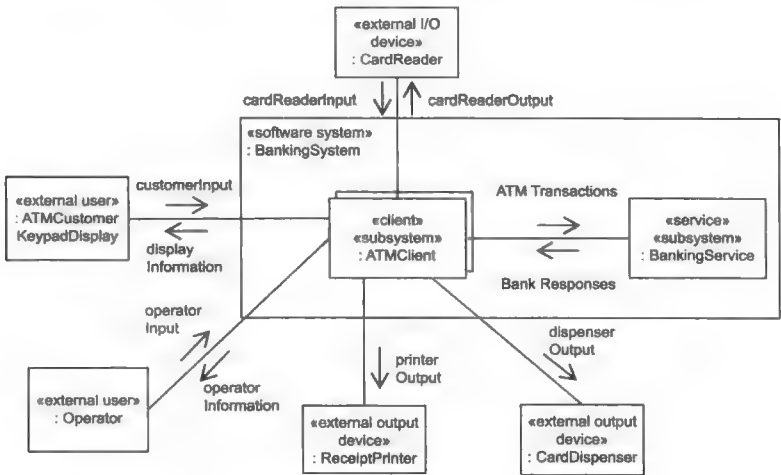 «external I/O
device»
: CardReader
cardReaderInput
cardReaderOutput
«software system»
: BankingSystem
«external user»
: ATMCustomer
KeypadDisplay
customerInput
display
Information
«client»
«subsystem»
: ATMClient
ATM Transactions
Bank Responses
«service»
«subsystem»
: BankingService
operator
Input
operator
Information
«external user»
: Operator
printer
Output
dispenser
Output
«external output
device»
: ReceiptPrinter
«external output
device»
: CardDispenser